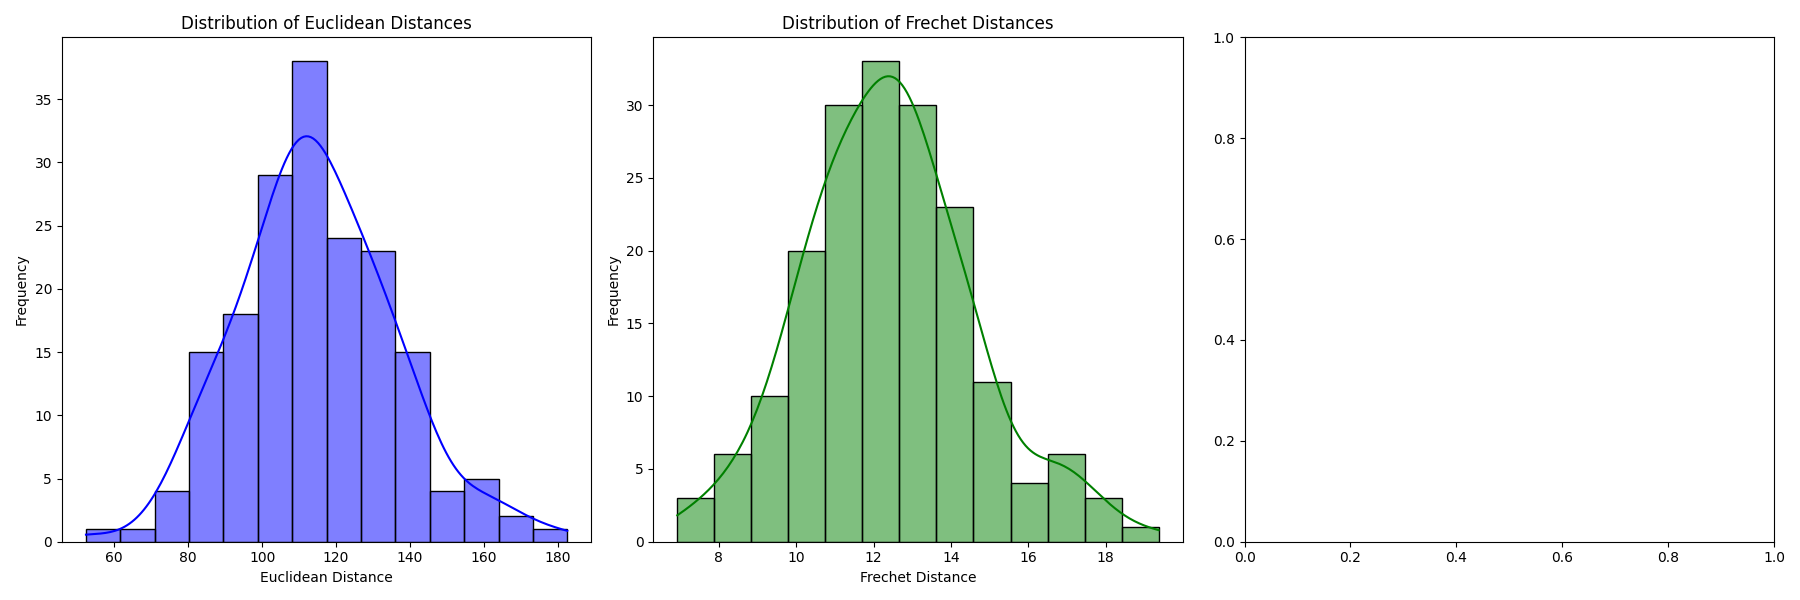 Distribution of Euclidean Distances
35
30
25
20
15
10
5
0
Frequency
60 80 100 120 140 160 180
Euclidean Distance
Distribution of Frechet Distances
30
25
20
15
10
5
0
Frequency
8 10 12 14 16 18
Frechet Distance
1.0
0.8
0.6
0.4
0.2
0.0
0.0 0.2 0.4 0.6 0.8 1.0